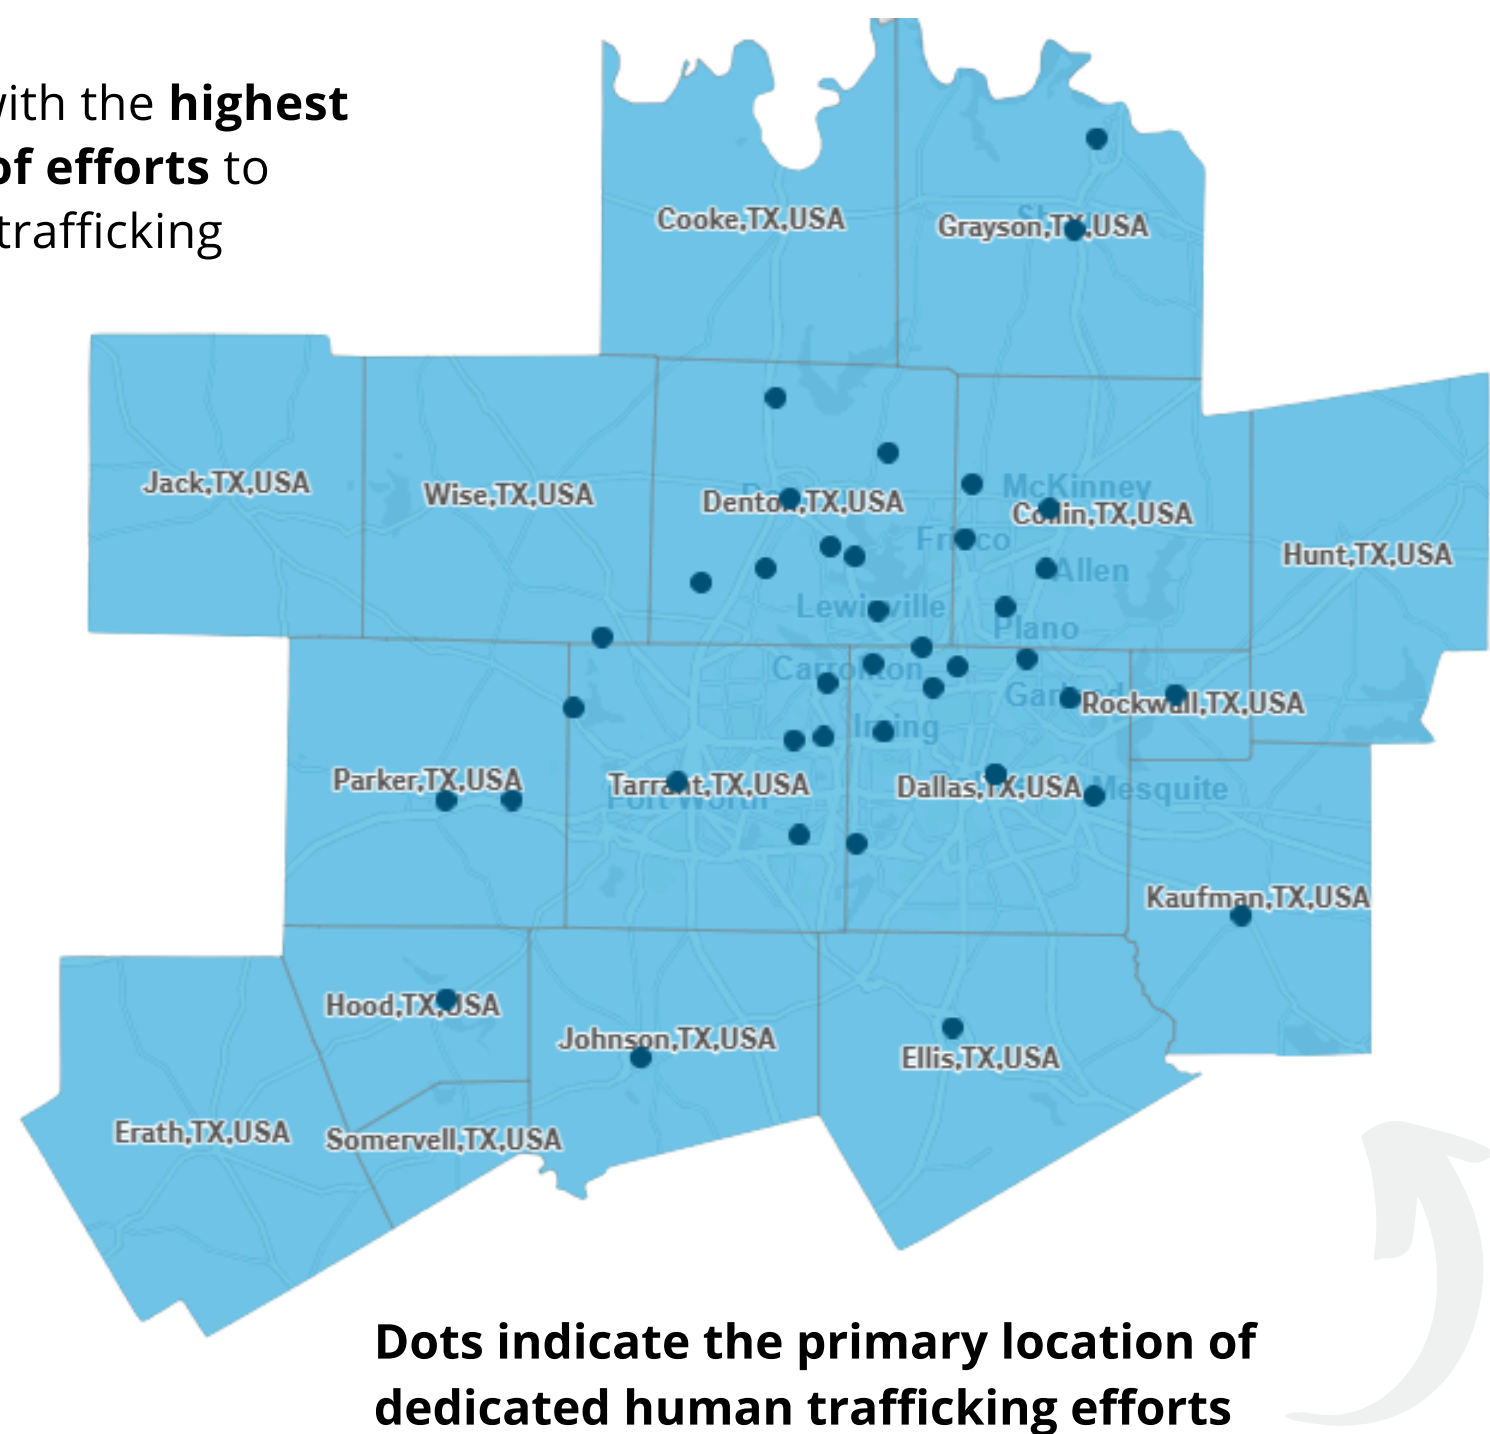 with the highest
of efforts to
trafficking
Cooke,TX,USA
Grayson,TX,USA
Jack,TX,USA
Wise,TX,USA
Denton,TX,USA
McKinney
Collin,TX,USA
Frisco
Hunt,TX,USA
Allen
Lewisville
Plano
Carrollton
Garland
Rockwall,TX,USA
Irving
Parker,TX,USA
Tarrant,TX,USA
Fort Worth
Dallas,TX,USA
Mesquite
Kaufman,TX,USA
Hood,TX,USA
Johnson,TX,USA
Ellis,TX,USA
Erath,TX,USA
Somervell,TX,USA
Dots indicate the primary location of
dedicated human trafficking efforts